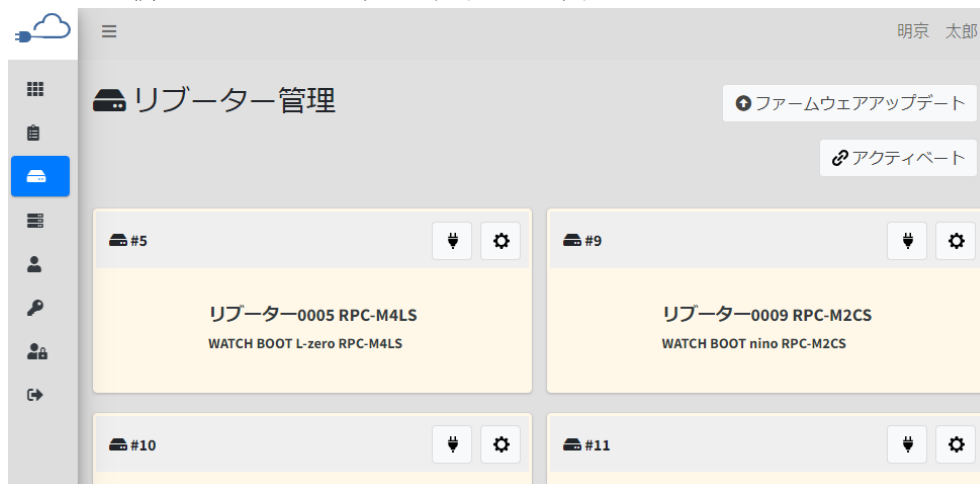 明京 太郎
リブーター管理
ファームウェアアップデート
アクティベート
#5
#9
リブーター0005 RPC-M4LS
WATCH BOOT L-zero RPC-M4LS
リブーター0009 RPC-M2CS
WATCH BOOT nino RPC-M2CS
#10
#11